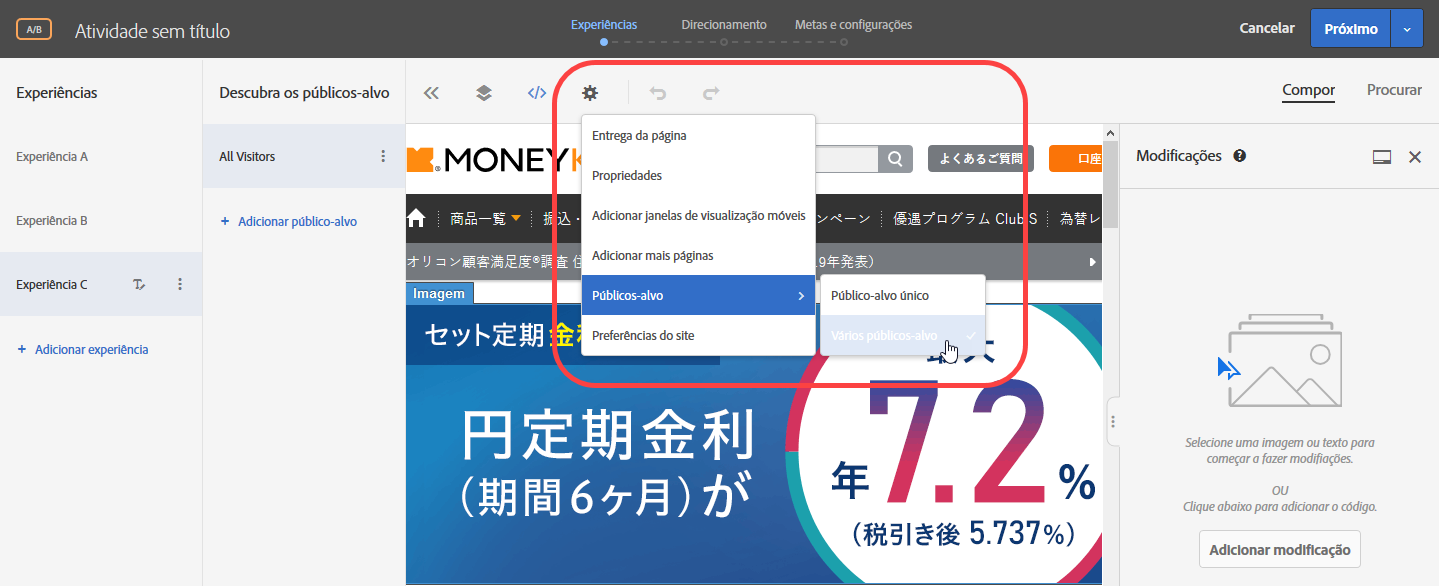 A/B
Atividade sem título
Experiências
Direcionamento
Metas e configurações
Cancelar
Próximo
Experiências
Experiência A
Experiência B
Experiência C
+ Adicionar experiência
Descubra os públicos-alvo
All Visitors
+ Adicionar público-alvo
Compor
Procurar
Entrega da página
Propriedades
Adicionar janelas de visualização móveis
Adicionar mais páginas
Públicos-alvo
Preferências do site
Público-alvo único
Vários públicos-alvo
MONEY
よくあるご質問
口座
商品一覧
振込・
ンペーン
優遇プログラム Club S
為替レ
オリコン顧客満足度®調査 住
9年発表）
Imagem
セット定期金利
最大
円定期金利
（期間6ヶ月）が
年7.2%
（税引き後 5.737%）
Modificações
Selecione uma imagem ou texto para
começar a fazer modifiações.
OU
Clique abaixo para adicionar o código.
Adicionar modificação